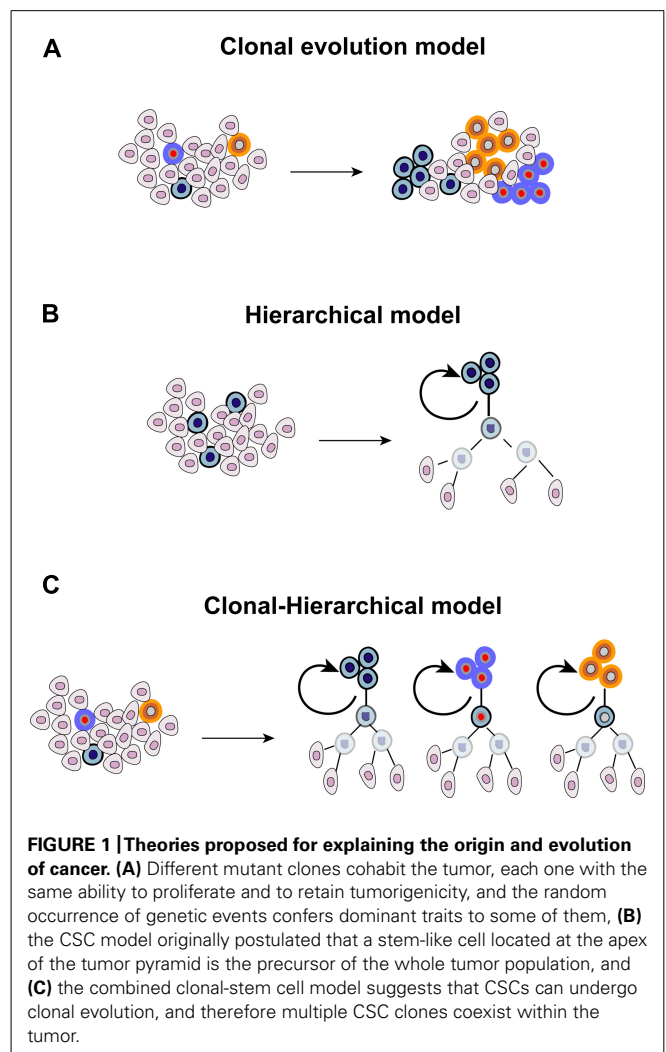 A
Clonal evolution model
B
Hierarchical model
C
Clonal-Hierarchical model
FIGURE 1 | Theories proposed for explaining the origin and evolution
of cancer. (A) Different mutant clones cohabit the tumor, each one with the
same ability to proliferate and to retain tumorigenicity, and the random
occurrence of genetic events confers dominant traits to some of them, (B)
the CSC model originally postulated that a stem-like cell located at the apex
of the tumor pyramid is the precursor of the whole tumor population, and
(C) the combined clonal-stem cell model suggests that CSCs can undergo
clonal evolution, and therefore multiple CSC clones coexist within the
tumor.